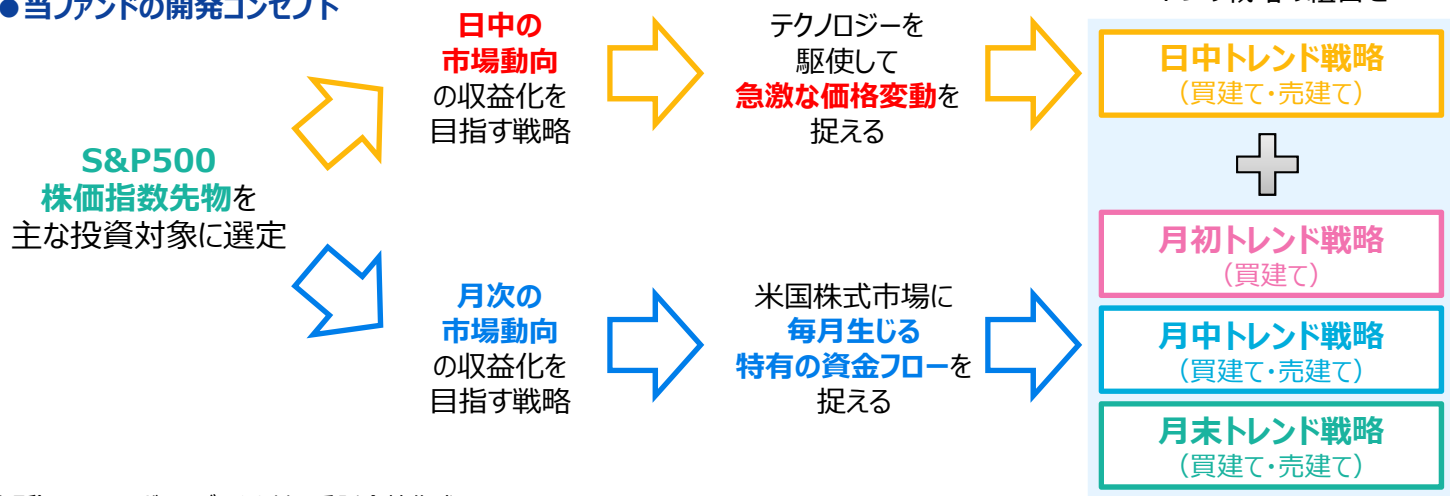 ●当ファンドの開発コンセプト
S&P500
株価指数先物を
主な投資対象に選定
日中の
市場動向
の収益化を
目指す戦略
テクノロジーを
駆使して
急激な価格変動を
捉える
日中トレンド戦略
（買建て・売建て）
月次の
市場動向
の収益化を
目指す戦略
米国株式市場に
毎月生じる
特有の資金フローを
捉える
月初トレンド戦略
（買建て）
月中トレンド戦略
（買建て・売建て）
月末トレンド戦略
（買建て・売建て）